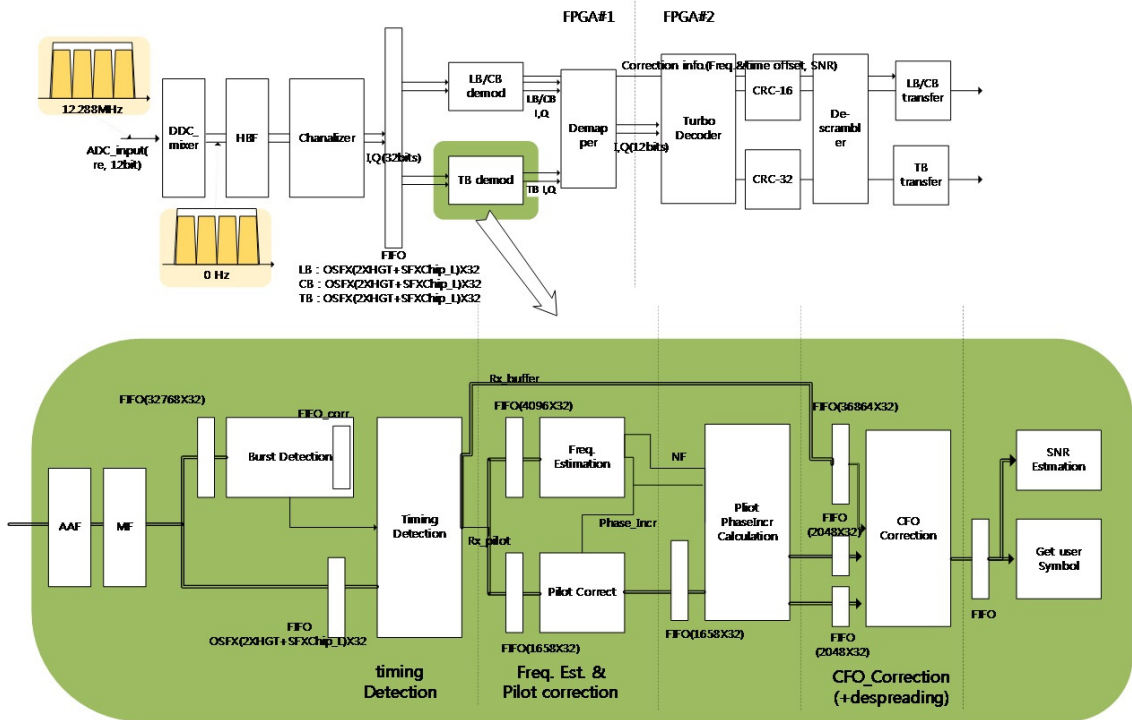 FPGA#1
FPGA#2
12.288MHz
ADC_input(
re, 12bit)
DDC_
mixer
HBF
Chanalizer
I,Q(32bits)
0 Hz
FIFO
LB : OSFX(2XHGT+SFXChip_L)X32
CB : OSFX(2XHGT+SFXChip_L)X32
TB : OSFX(2XHGT+SFXChip_L)X32
LB/CB
demod
LB/CB
I,Q
TB demod
TB I,Q
Demap
per
I,Q(12bits)
Correction info.(Freq.&time offset, SNR)
Turbo
Decoder
CRC-16
CRC-32
De-
scrambl
er
LB/CB
transfer
TB
transfer
AAF
MF
FIFO(32768X32)
Burst Detection
FIFO_corr
FIFO
OSFX(2XHGT+SFXChip_L)X32
Timing
Detection
Rx_buffer
Rx_pilot
FIFO(4096X32)
Freq.
Estimation
NF
Phase_Incr
Pilot Correct
FIFO(1658X32)
FIFO(1658X32)
Pliot
PhaseIncr
Calculation
FIFO(36864X32)
FIFO
(2048X32)
FIFO
(2048X32)
CFO
Correction
FIFO
SNR
Estmation
Get user
Symbol
timing
Detection
Freq. Est. &
Pilot correction
CFO_Correction
(+despreading)